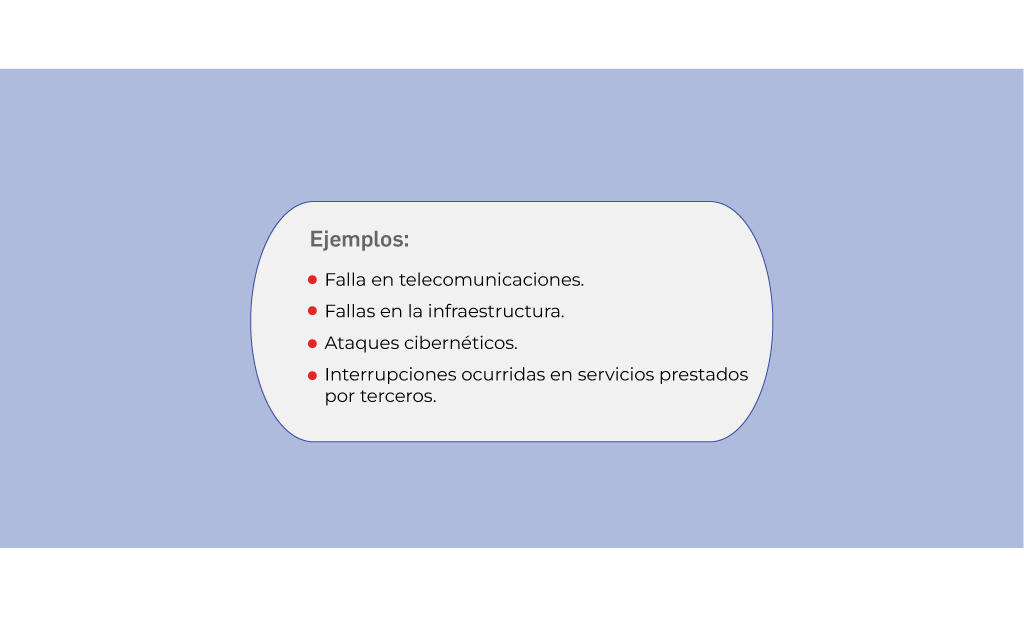 Ejemplos:
Falla en telecomunicaciones.
Fallas en la infraestructura.
Ataques cibernéticos.
Interrupciones ocurridas en servicios prestados
por terceros.